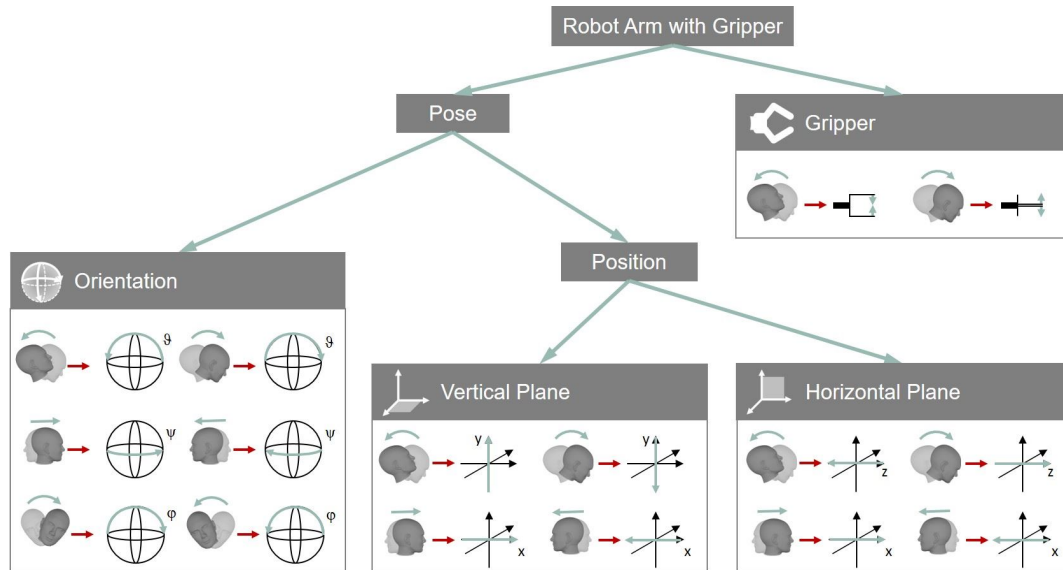 Robot Arm with Gripper
Pose
Gripper
Position
Orientation
ϑ ϑ
ψ ψ
φ φ
Vertical Plane
y y
x x
Horizontal Plane
z z
x x